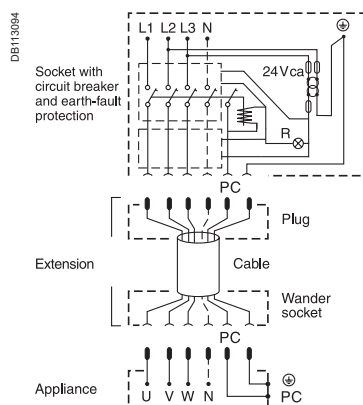 DB113094
L1 L2 L3 N
Socket with
circuit breaker
and earth-fault
protection
24Vca
R
PC
Plug
Extension
Cable
Wander
socket
PC
Appliance
U V W N
PC